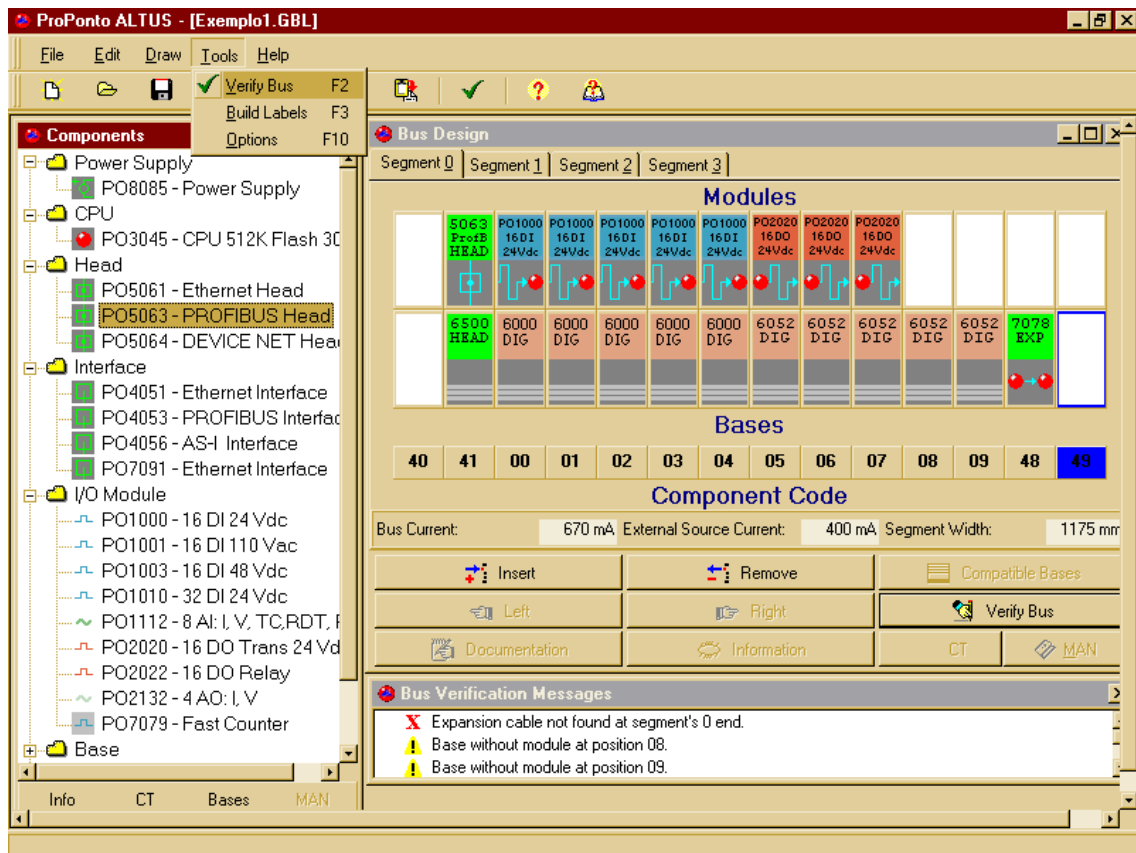 ProPonto ALTUS - [Exemplo1.GBL]
File Edit Draw Tools Help
Verify Bus F2
Build Labels F3
Options F10
Components
Power Supply
PO8085 - Power Supply
CPU
PO3045 - CPU 512K Flash 30
Head
PO5061 - Ethernet Head
PO5063 - PROFIBUS Head
PO5064 - DEVICE NET Hea
Interface
PO4051 - Ethernet Interface
PO4053 - PROFIBUS Interfac
PO4056 - AS-I Interface
PO7091 - Ethernet Interface
I/O Module
PO1000 - 16 DI 24 Vdc
PO1001 - 16 DI 110 Vac
PO1003 - 16 DI 48 Vdc
PO1010 - 32 DI 24 Vdc
PO1112 - 8 AI: I, V, TC,RDT,
PO2020 - 16 DO Trans 24 Vd
PO2022 - 16 DO Relay
PO2132 - 4 AO: I, V
PO7079 - Fast Counter
Base
Info CT Bases MAN
Bus Design
Segment 0 Segment 1 Segment 2 Segment 3
Modules
5063 PO1000 PO1000 PO1000 PO1000 PO1000 PO2020 PO2020 PO2020
ProfB 16DI 16DI 16DI 16DI 16DI 16DO 16DO 16DO
HEAD 24Vdc 24Vdc 24Vdc 24Vdc 24Vdc 24Vdc 24Vdc 24Vdc
6500 6000 6000 6000 6000 6000 6052 6052 6052 6052 6052 7078
HEAD DIG DIG DIG DIG DIG DIG DIG DIG DIG DIG EXP
Bases
40 41 00 01 02 03 04 05 06 07 08 09 48 49
Component Code
Bus Current: 670 mA External Source Current: 400 mA Segment Width: 1175 mm
Insert Remove Compatible Bases
Left Right Verify Bus
Documentation Information CT MAN
Bus Verification Messages
X Expansion cable not found at segment's 0 end.
Base without module at position 08.
Base without module at position 09.